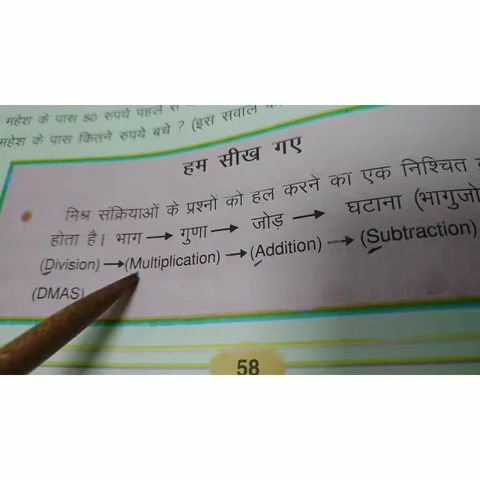 महेश के पास 50 रुपये पहले
महेश के पास कितने रुपये बचे ? (इस सवाल
हम सीख गए
मिश्र संक्रियाओं के प्रश्नों को हल करने का एक निश्चित
होता है। भाग → गुणा → जोड़ → घटाना (भागुजो
(Division) →(Multiplication) →(Addition) → (Subtraction)
(DMAS)
58